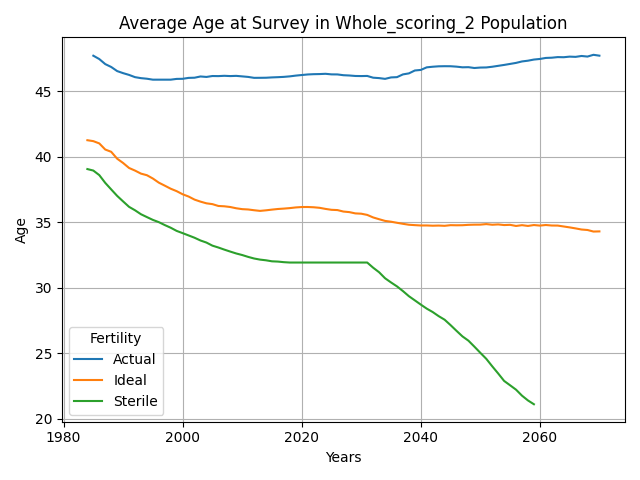 Average Age at Survey in Whole_scoring_2 Population
Age
45
40
35
30
25
20
Fertility
Actual
Ideal
Sterile
1980 2000 2020 2040 2060
Years